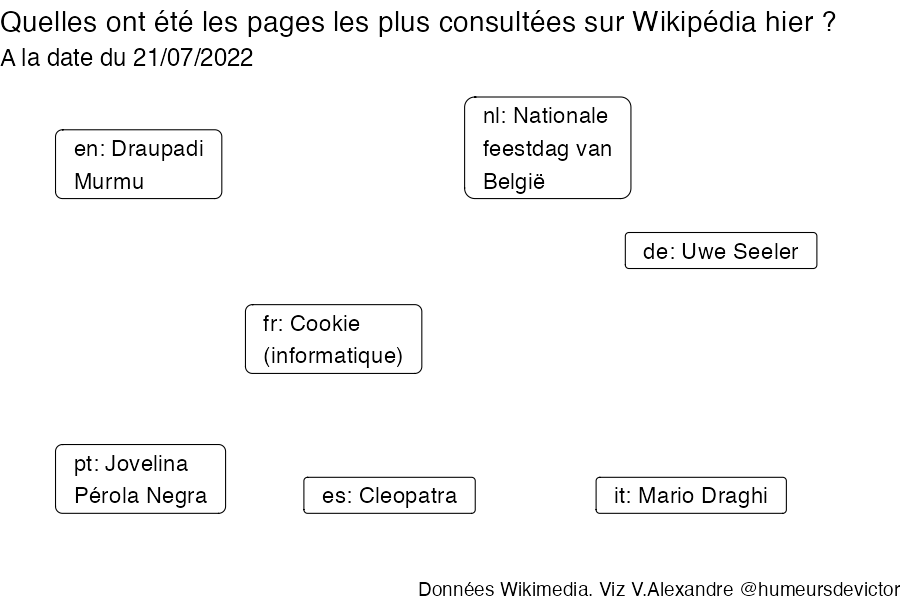 Quelles ont été les pages les plus consultées sur Wikipédia hier ?
A la date du 21/07/2022
en: Draupadi
Murmu
nl: Nationale
feestdag van
België
de: Uwe Seeler
fr: Cookie
(informatique)
pt: Jovelina
Pérola Negra
es: Cleopatra
it: Mario Draghi
Données Wikimedia. Viz V.Alexandre @humeursdevictor